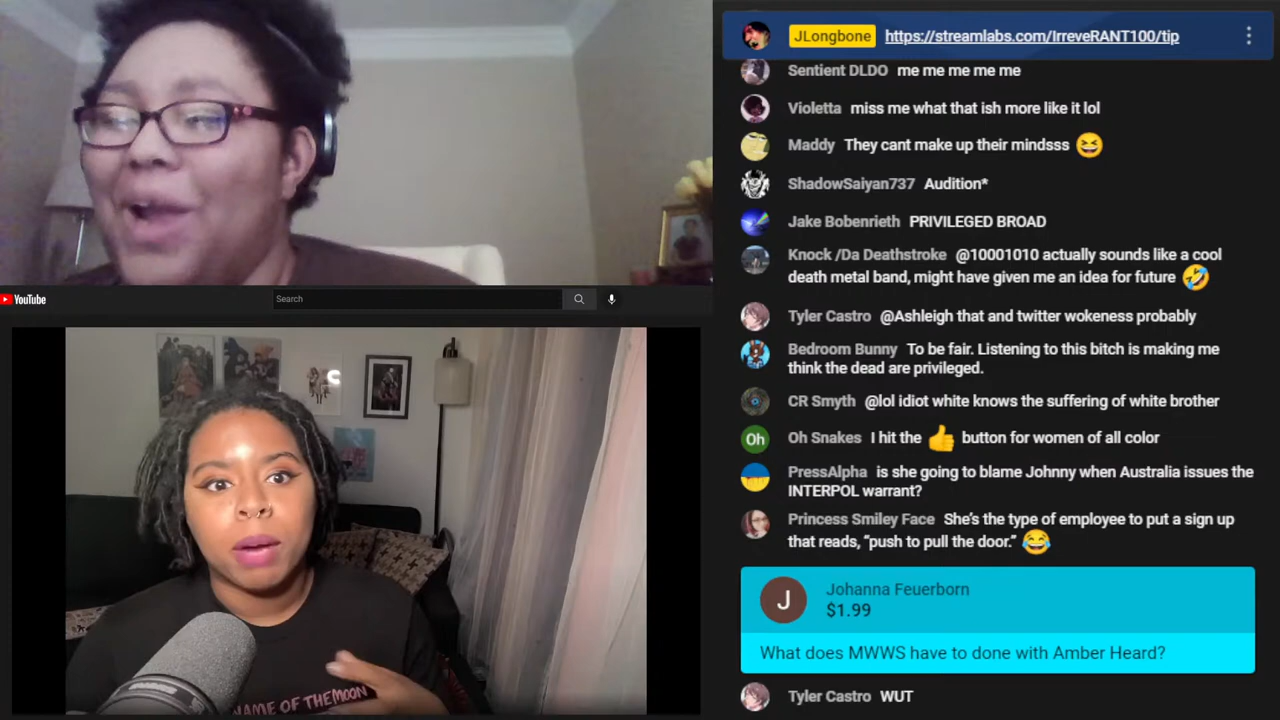 YouTube
Search
NAME OF THE MOON
JLongbone https://streamlabs.com/IrreveRANT100/tip
Sentient DLDO me me me me me
Violetta miss me what that ish more like it lol
Maddy They cant make up their mindsss
ShadowSaiyan737 Audition*
Jake Bobenrieth PRIVILEGED BROAD
Knock /Da Deathstroke @10001010 actually sounds like a cool
death metal band, might have given me an idea for future
Tyler Castro @Ashleigh that and twitter wokeness probably
Bedroom Bunny To be fair. Listening to this bitch is making me
think the dead are privileged.
CR Smyth @lol idiot white knows the suffering of white brother
Oh Oh Snakes I hit the button for women of all color
PressAlpha is she going to blame Johnny when Australia issues the
INTERPOL warrant?
Princess Smiley Face She’s the type of employee to put a sign up
that reads, “push to pull the door.”
J Johanna Feuerborn
$1.99
What does MWWS have to done with Amber Heard?
Tyler Castro WUT